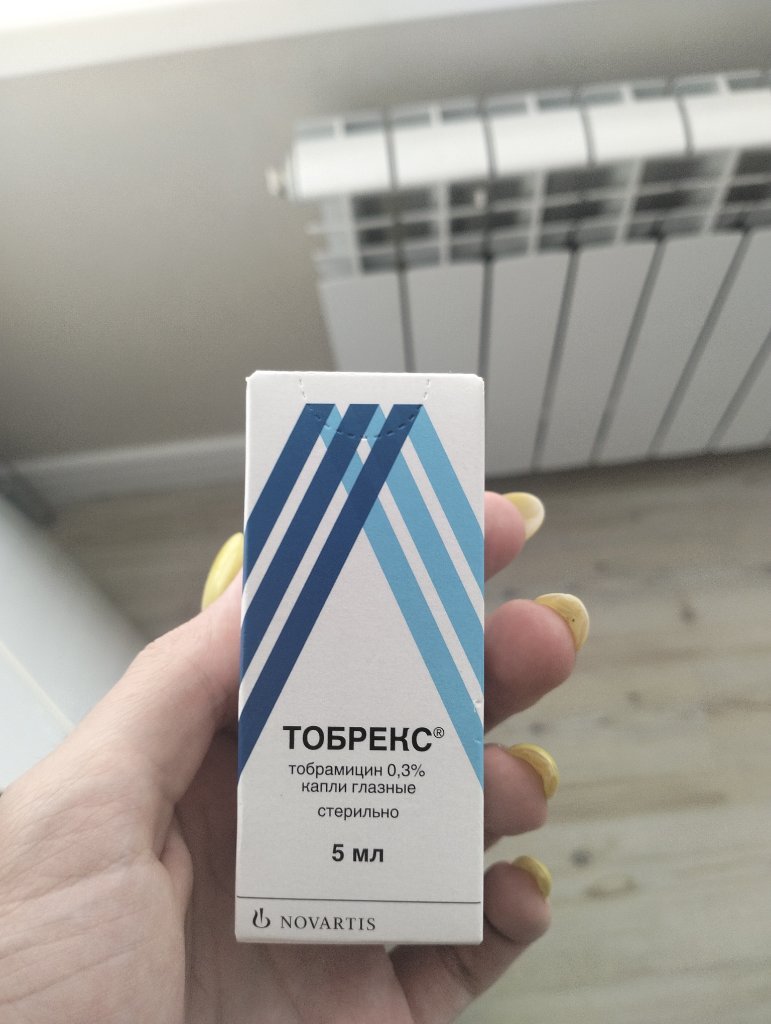 ТОБРЕКС®
тобрамицин 0,3%
капли глазные
стерильно
5 мл
NOVARTIS